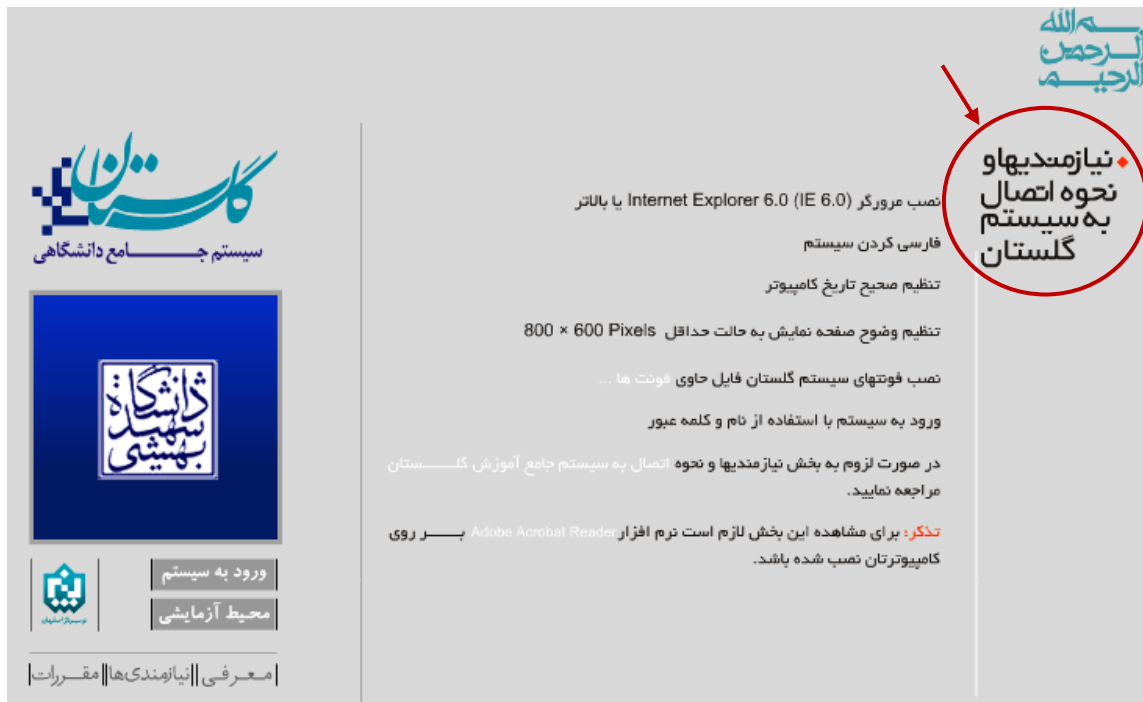 بسم الله
الرحمن
الرحیم
نیازمندیهاو
نحوه اتصال
به سیستم
گلستان
نصب مرورگر Internet Explorer 6.0 (IE 6.0) یا بالاتر
فارسی کردن سیستم
تنظیم صحیح تاریخ کامپیوتر
تنظیم وضوح صفحه نمایش به حالت حداقل 800 × 600 Pixels
نصب فونتهای سیستم گلستان فایل حاوی فونت ها ...
ورود به سیستم با استفاده از نام و کلمه عبور
در صورت لزوم به بخش نیازمندیها و نحوه اتصال به سیستم جامع آموزش گلستان
مراجعه نمایید.
تذکر: برای مشاهده این بخش لازم است نرم افزار Adobe Acrobat Reader بر روی
کامپیوترتان نصب شده باشد.
گلستان
سیستم جامع دانشگاهی
دانشگاه
شهید
بهشتی
ورود به سیستم
محیط آزمایشی
|معرفی||نیازمندی‌ها||مقررات|